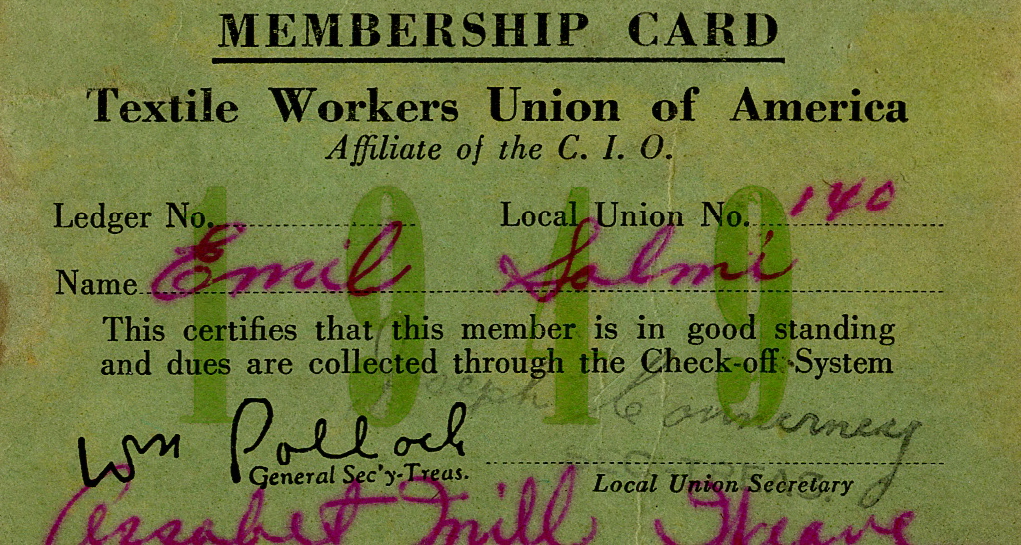 MEMBERSHIP CARD
Textile Workers Union of America
Affiliate of the C. I. O.
1949
Ledger No. Local Union No. 140
Name Emil Salmi
This certifies that this member is in good standing
and dues are collected through the Check-off System
Wm Pollock Joseph
General Sec'y-Treas. Local Union Secretary
Assabet Mill Weave